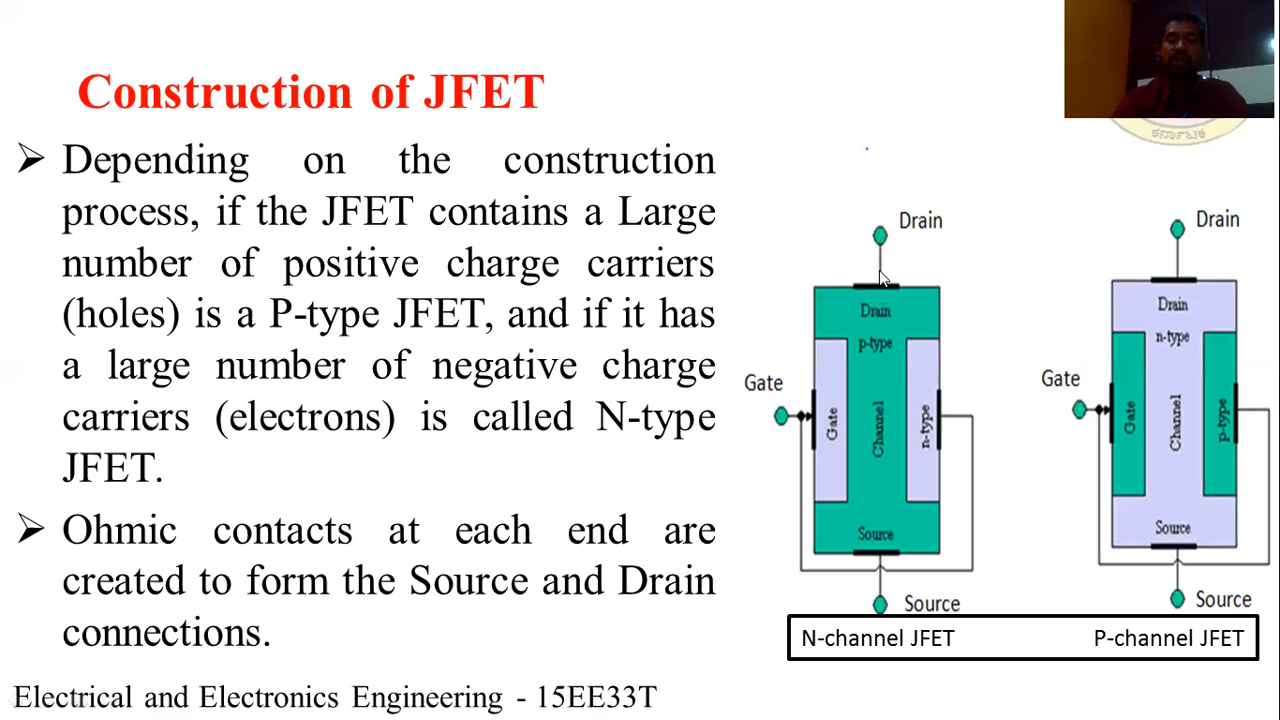 Construction of JFET
ಕರ್ನಾಟಕ
➢ Depending on the construction
process, if the JFET contains a Large
number of positive charge carriers
(holes) is a P-type JFET, and if it has
a large number of negative charge
carriers (electrons) is called N-type
JFET.
➢ Ohmic contacts at each end are
created to form the Source and Drain
connections.
Drain
Drain
p-type
Gate
Gate
Channel
n-type
Source
Source
Drain
Drain
n-type
Gate
Gate
Channel
p-type
Source
Source
N-channel JFET P-channel JFET
Electrical and Electronics Engineering - 15EE33T